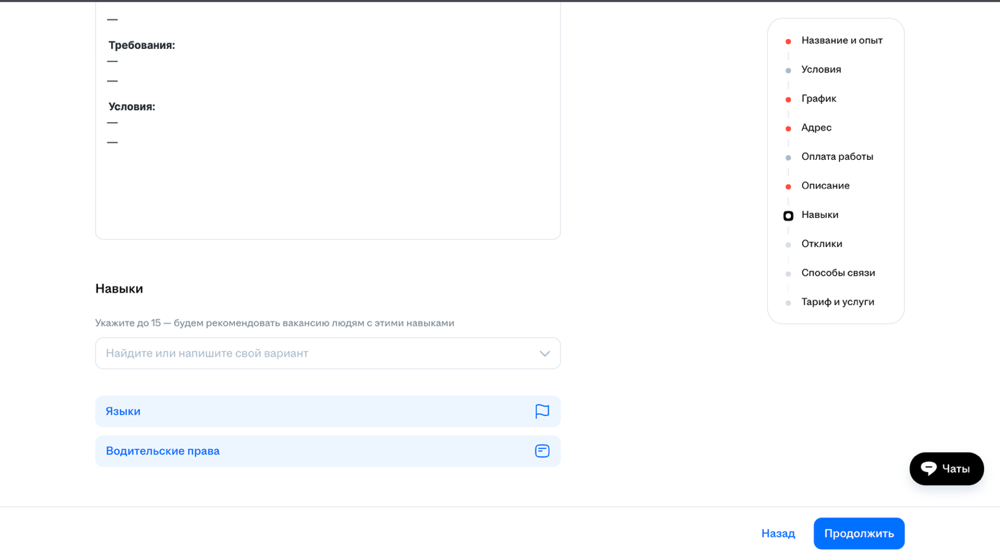 —
Требования:
—
—
Условия:
—
—
Навыки
Укажите до 15 — будем рекомендовать вакансию людям с этими навыками
Найдите или напишите свой вариант
Языки
Водительские права
Название и опыт
Условия
График
Адрес
Оплата работы
Описание
Навыки
Отклики
Способы связи
Тариф и услуги
Чаты
Назад
Продолжить